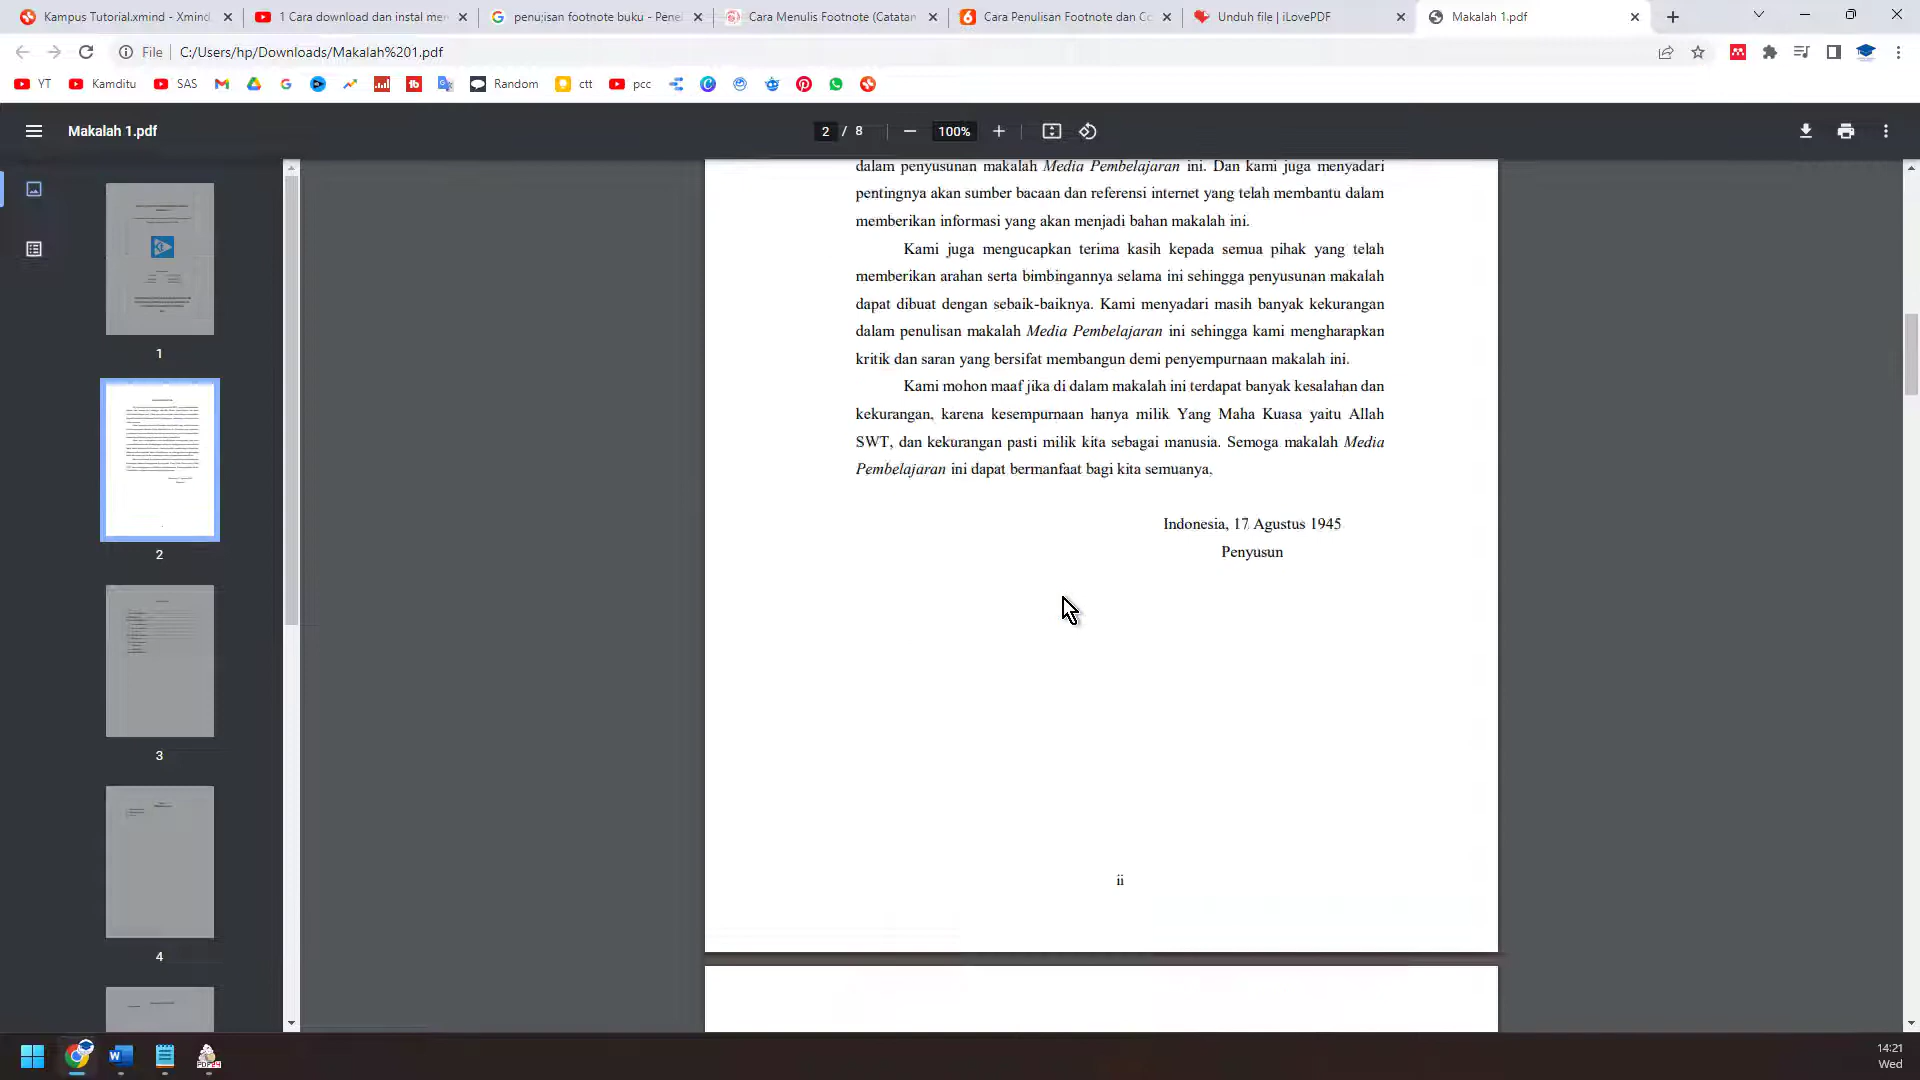 Kampus Tutorial.xmind - Xmind
1 Cara download dan instal men
penulisan footnote buku - Pene
Cara Menulis Footnote (Catatan
Cara Penulisan Footnote dan Co
Unduh file | iLovePDF
Makalah 1.pdf
File
C:/Users/hp/Downloads/Makalah%201.pdf
YT
Kamditu
SAS
Random
ctt
pcc
Makalah 1.pdf
2 / 8
100%
dalam penyusunan makalah Media Pembelajaran ini. Dan kami juga menyadari
pentingnya akan sumber bacaan dan referensi internet yang telah membantu dalam
memberikan informasi yang akan menjadi bahan makalah ini.
Kami juga mengucapkan terima kasih kepada semua pihak yang telah
memberikan arahan serta bimbingannya selama ini sehingga penyusunan makalah
dapat dibuat dengan sebaik-baiknya. Kami menyadari masih banyak kekurangan
dalam penulisan makalah Media Pembelajaran ini sehingga kami mengharapkan
kritik dan saran yang bersifat membangun demi penyempurnaan makalah ini.
Kami mohon maaf jika di dalam makalah ini terdapat banyak kesalahan dan
kekurangan, karena kesempurnaan hanya milik Yang Maha Kuasa yaitu Allah
SWT, dan kekurangan pasti milik kita sebagai manusia. Semoga makalah Media
Pembelajaran ini dapat bermanfaat bagi kita semuanya.
Indonesia, 17 Agustus 1945
Penyusun
ii
1
2
3
4
14:21
Wed